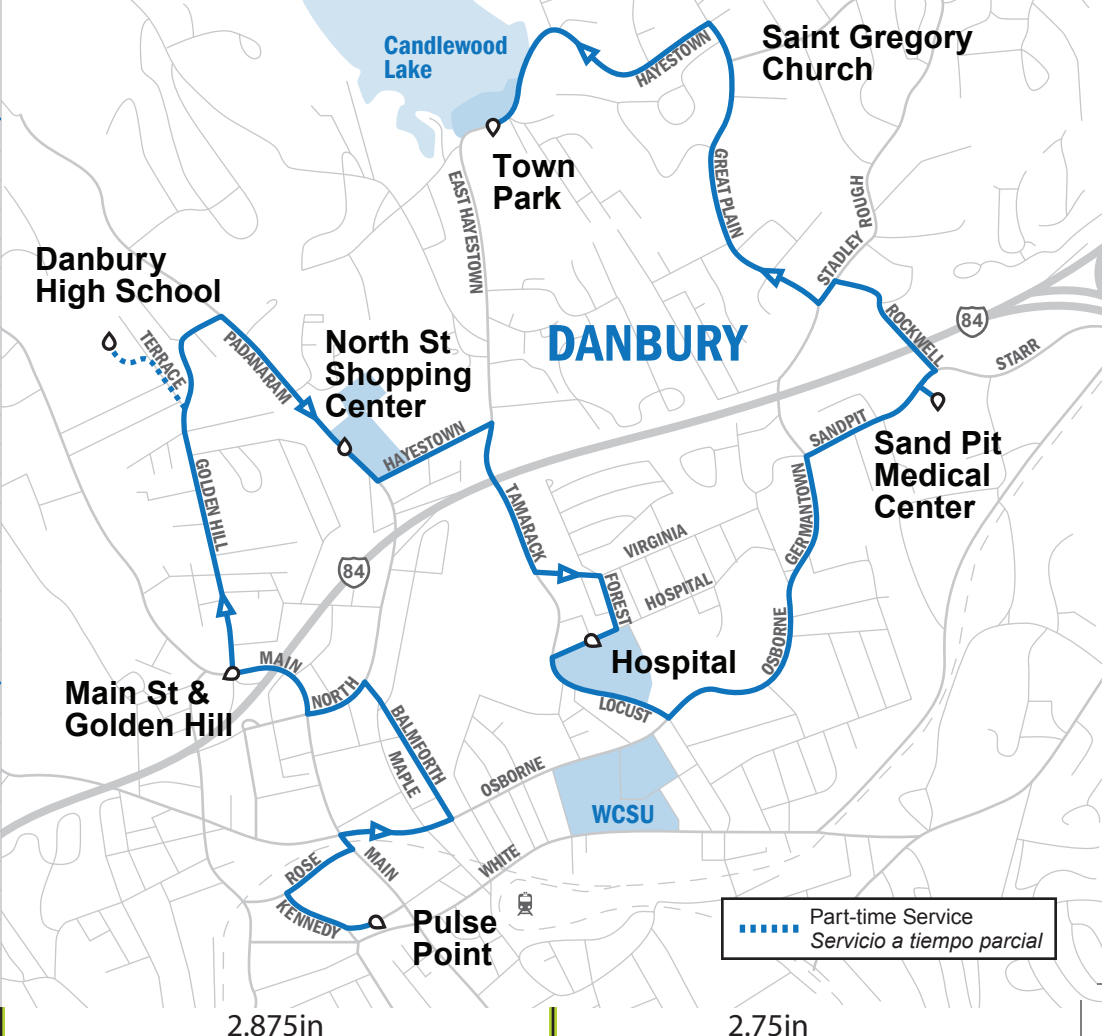 Candlewood
Lake
HAYESTOWN
Saint Gregory
Church
Town
Park
EAST HAYESTOWN
GREAT PLAIN
STADLEY ROUGH
Danbury
High School
TERRACE
PADANARAM
North St
Shopping
Center
DANBURY
84
ROCKWELL
STARR
HAYESTOWN
SANDPIT
Sand Pit
Medical
Center
GOLDEN HILL
TAMARACK
GERMANTOWN
VIRGINIA
84
FOREST
HOSPITAL
OSBORNE
Hospital
MAIN
Main St &
Golden Hill
NORTH
LOCUST
BALMFORTH
MAPLE
OSBORNE
WCSU
ROSE
MAIN
WHITE
KENNEDY
Pulse
Point
Part-time Service
Servicio a tiempo parcial
2.875in
2.75in